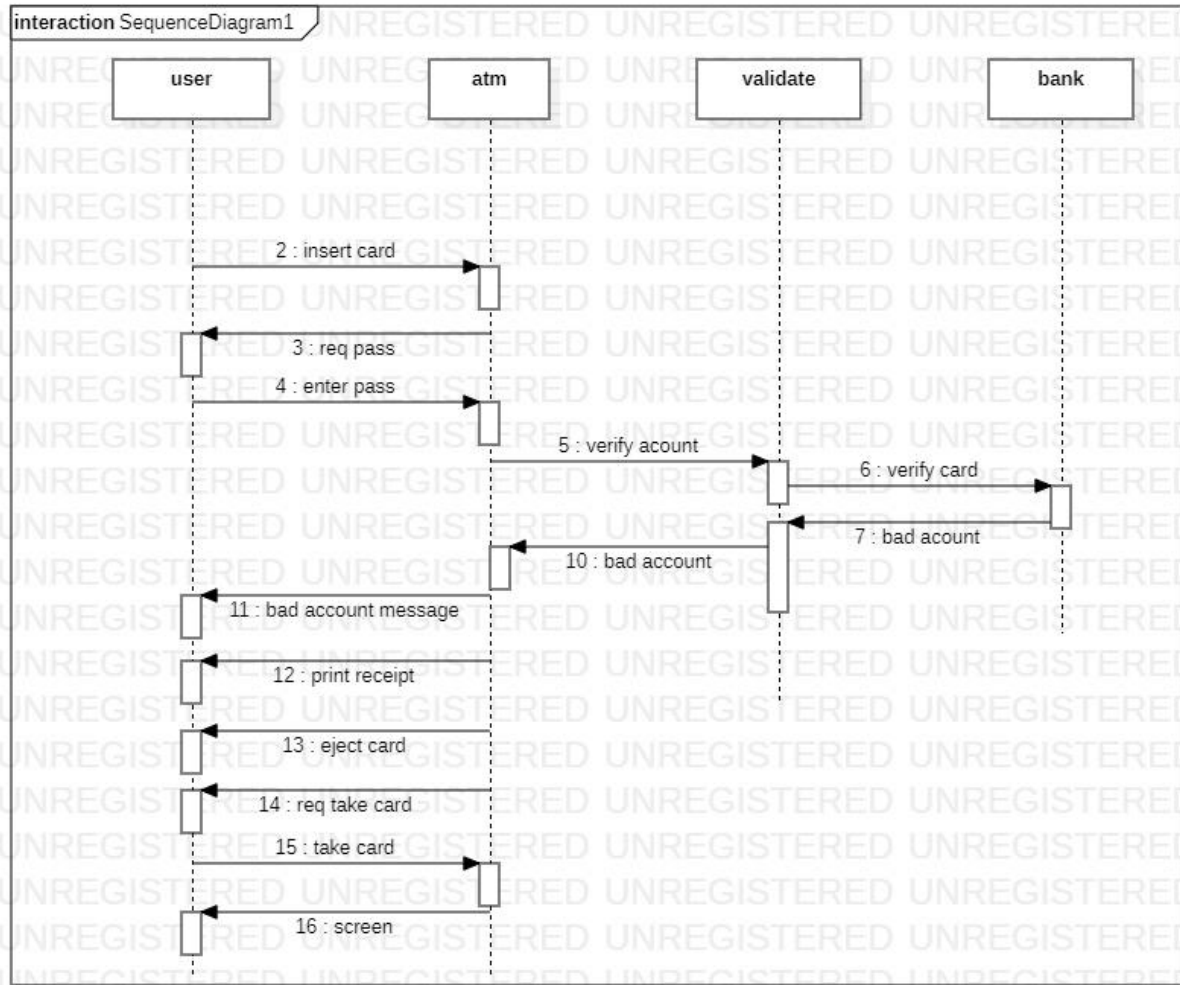 interaction SequenceDiagram1
user
atm
validate
bank
2 : insert card
3 : req pass
4 : enter pass
5 : verify acount
6 : verify card
7 : bad acount
10 : bad account
11 : bad account message
12 : print receipt
13 : eject card
14 : req take card
15 : take card
16 : screen
UNREGISTERED